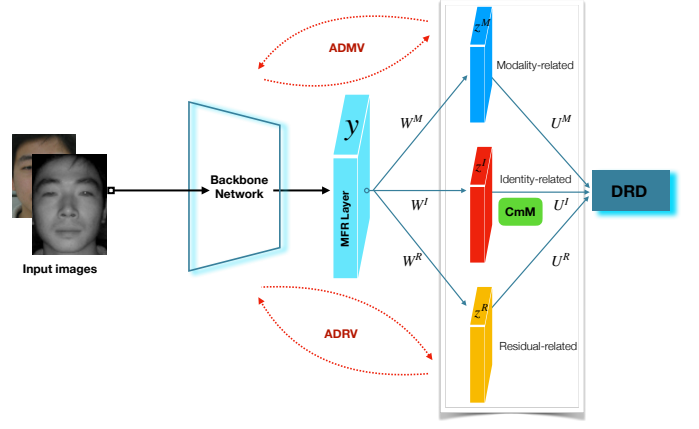 ADMV
z^M
Modality-related
y
W^M
U^M
Backbone
Network
MFR Layer
z^I
Identity-related
DRD
W^I
CmM
U^I
Input images
W^R
U^R
z^R
ADRV
Residual-related